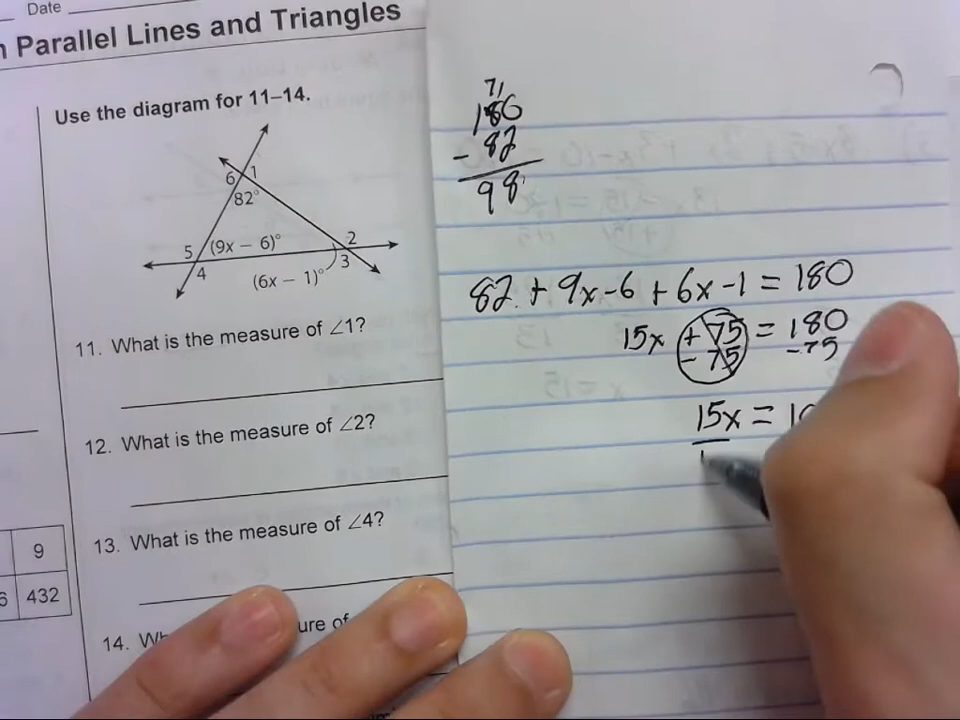 Date
Parallel Lines and Triangles
Use the diagram for 11–14.
6 1
82°
5 (9x − 6)° 2
4 (6x − 1)° 3
11. What is the measure of ∠1?
12. What is the measure of ∠2?
13. What is the measure of ∠4?
14.
ure of
9
6 432
71
180
- 82
98
82 + 9x-6 + 6x-1 = 180
15x + 75 = 180
- 75 -75
15x =